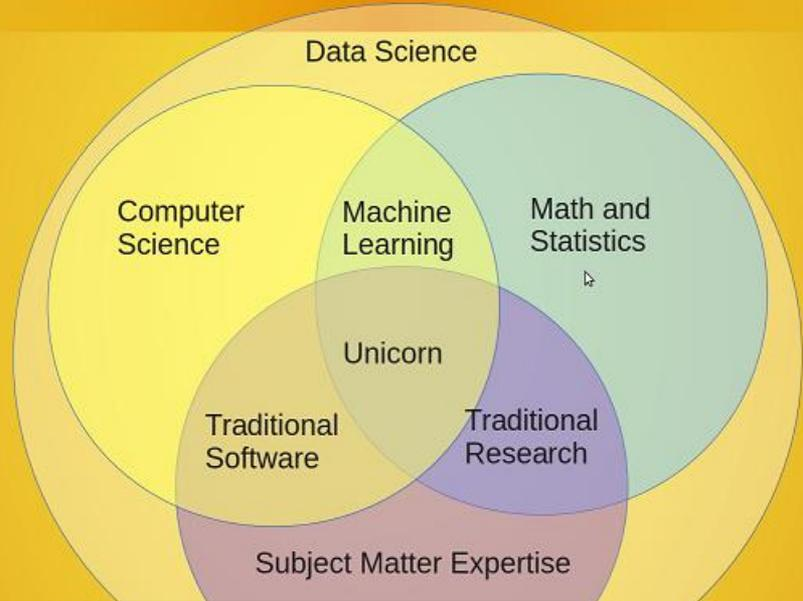 Data Science
Computer
Science
Machine
Learning
Math and
Statistics
Unicorn
Traditional
Software
Traditional
Research
Subject Matter Expertise